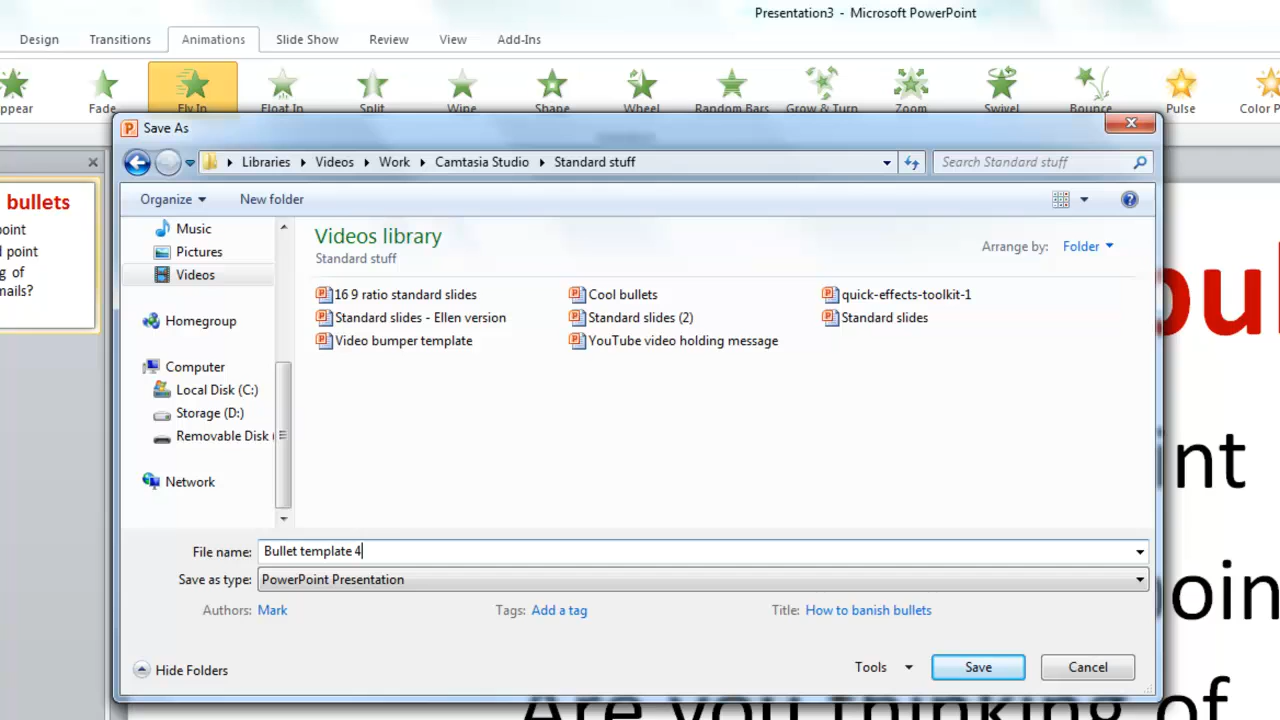 Presentation3 - Microsoft PowerPoint
Design Transitions Animations Slide Show Review View Add-Ins
ppear Fade Fly In Float In Split Wipe Shape Wheel Random Bars Grow & Turn Zoom Swivel Bounce Pulse Color P
Save As
Libraries Videos Work Camtasia Studio Standard stuff
Search Standard stuff
Organize New folder
bullets
point
d point
g of
mails?
Music
Pictures
Videos
Homegroup
Computer
Local Disk (C:)
Storage (D:)
Removable Disk
Network
Videos library
Standard stuff
Arrange by: Folder
16 9 ratio standard slides Cool bullets quick-effects-toolkit-1
Standard slides - Ellen version Standard slides (2) Standard slides
Video bumper template YouTube video holding message
File name: Bullet template 4
Save as type: PowerPoint Presentation
Authors: Mark Tags: Add a tag Title: How to banish bullets
Hide Folders Tools Save Cancel
bul
nt
oin
Are you thinking of